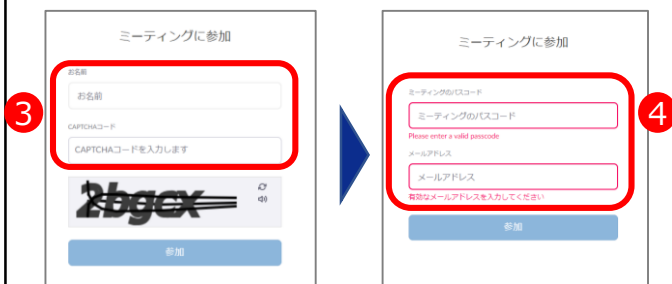 ミーティングに参加
お名前
お名前
3
CAPTCHAコード
CAPTCHAコードを入力します
2bgcx
参加
ミーティングに参加
ミーティングのパスコード
ミーティングのパスコード
4
Please enter a valid passcode.
メールアドレス
メールアドレス
有効なメールアドレスを入力してください
参加